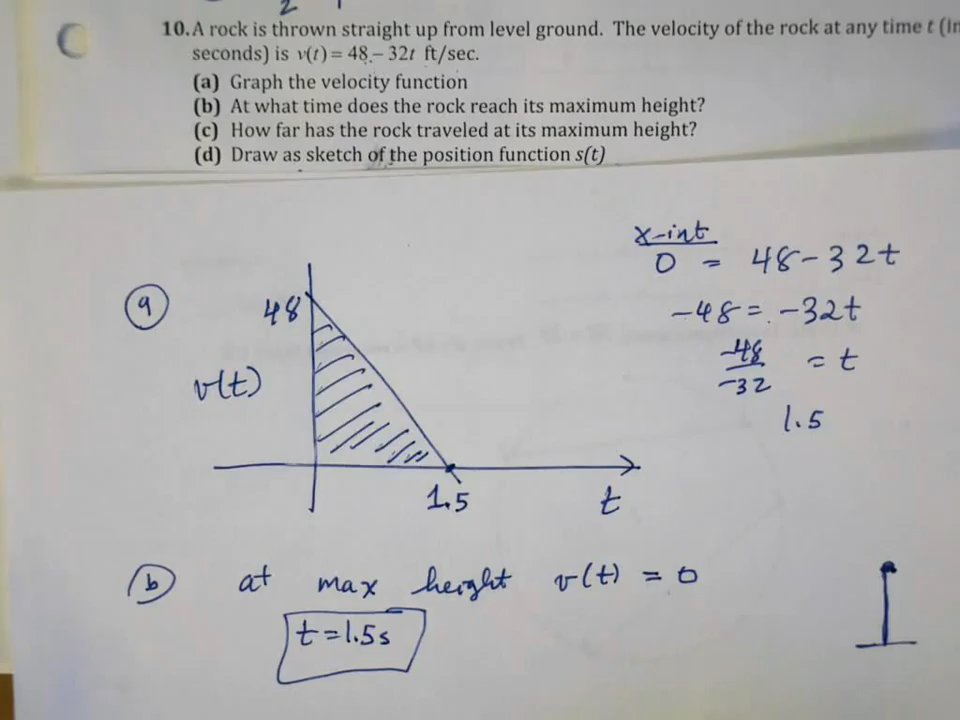 10. A rock is thrown straight up from level ground. The velocity of the rock at any time t (in
seconds) is v(t) = 48 – 32t ft/sec.
(a) Graph the velocity function
(b) At what time does the rock reach its maximum height?
(c) How far has the rock traveled at its maximum height?
(d) Draw as sketch of the position function s(t)
x-int
0 = 48-32t
a 48
-48 = -32t
v(t)
-48/-32 = t
1.5
1.5 t
b at max height v(t) = 0
t=1.5s